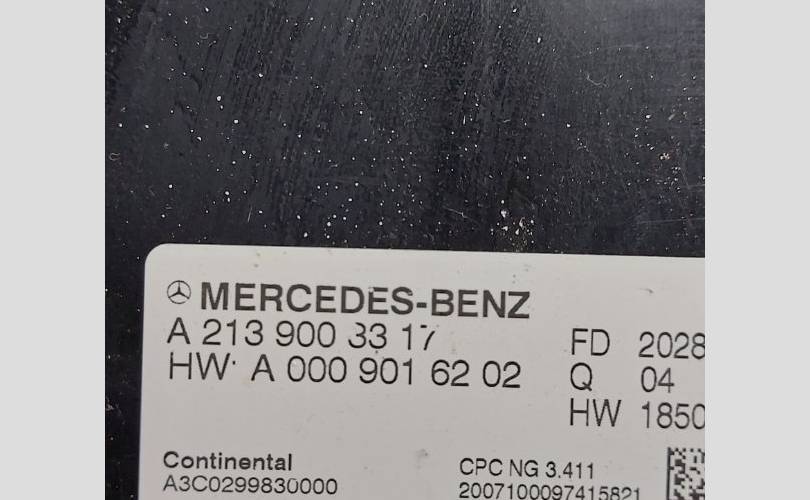 MERCEDES-BENZ
A 213 900 33 17
HW· A 000 901 62 02
FD 2028
Q 04
HW 1850
Continental
A3C0299830000
CPC NG 3.411
2007100097415821